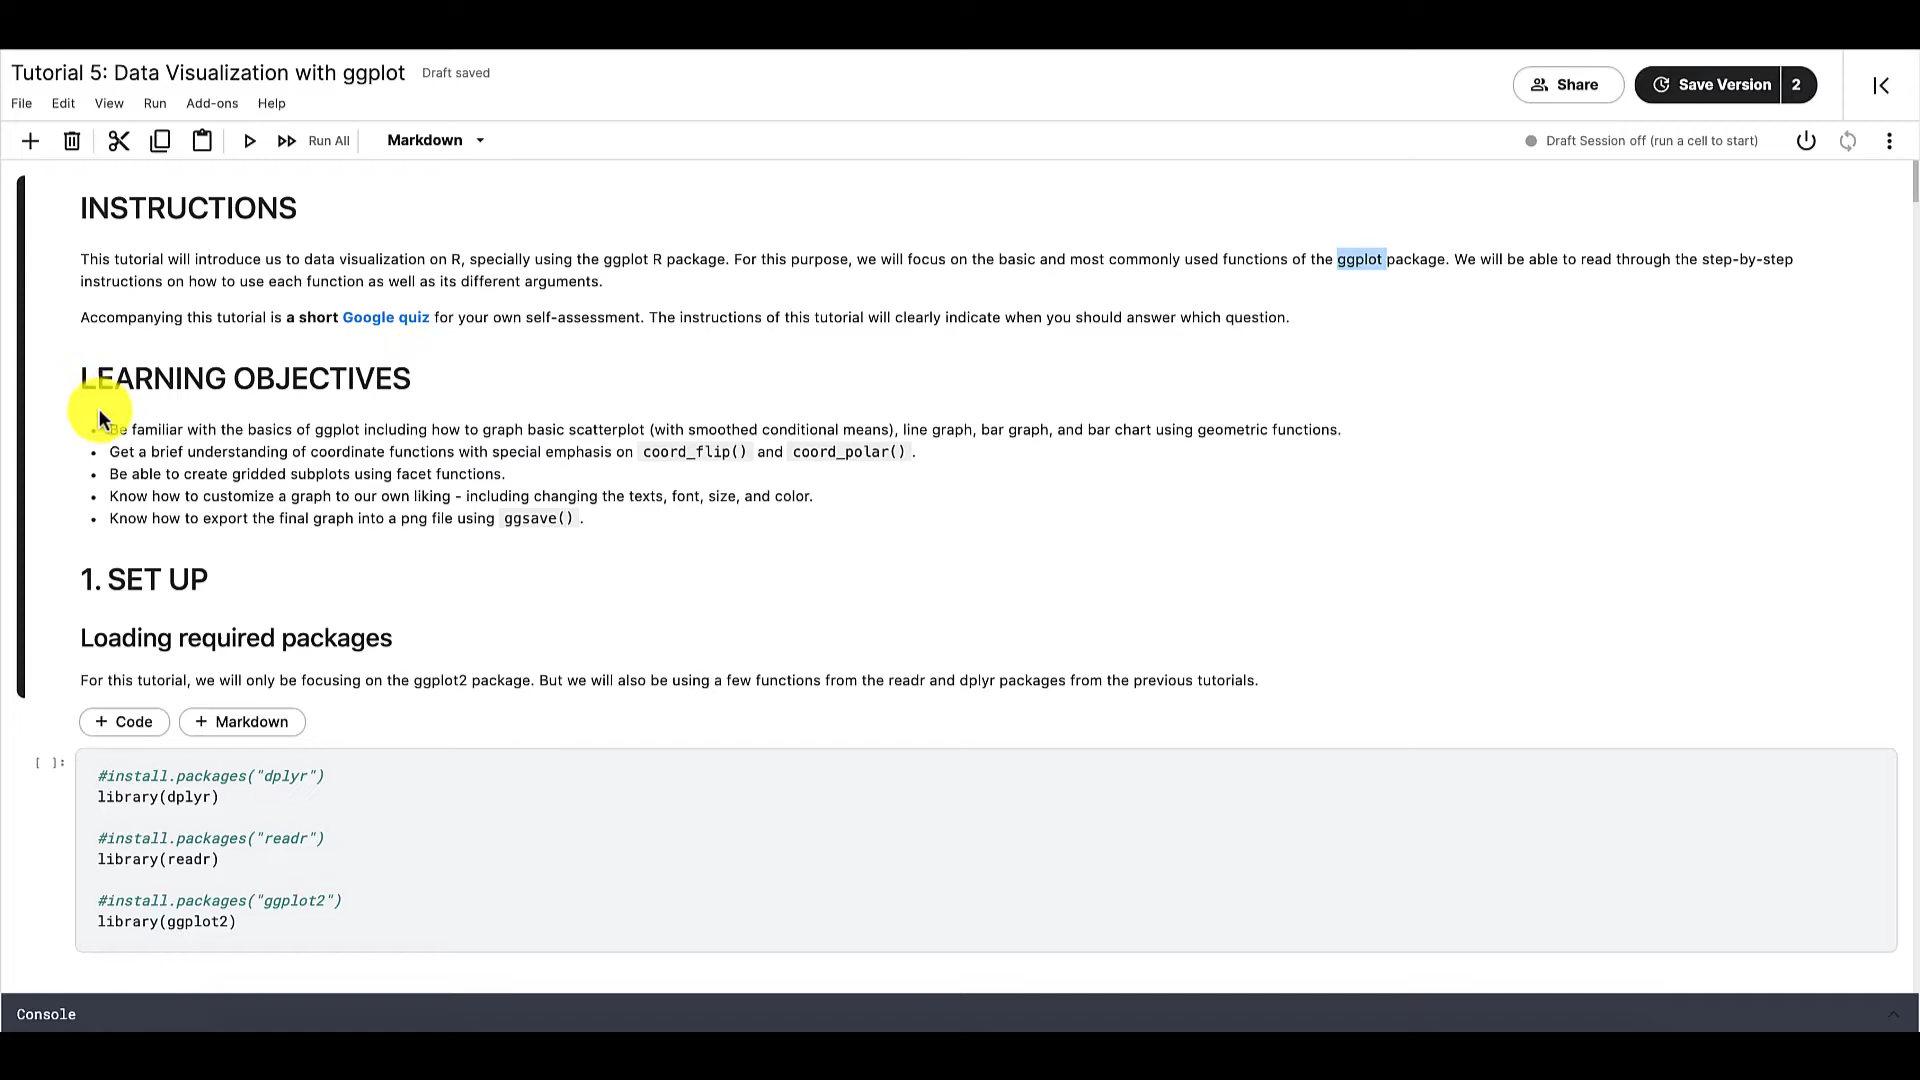 Tutorial 5: Data Visualization with ggplot Draft saved
Share Save Version 2
File Edit View Run Add-ons Help
Run All Markdown Draft Session off (run a cell to start)
INSTRUCTIONS
This tutorial will introduce us to data visualization on R, specially using the ggplot R package. For this purpose, we will focus on the basic and most commonly used functions of the ggplot package. We will be able to read through the step-by-step
instructions on how to use each function as well as its different arguments.
Accompanying this tutorial is a short Google quiz for your own self-assessment. The instructions of this tutorial will clearly indicate when you should answer which question.
LEARNING OBJECTIVES
• Be familiar with the basics of ggplot including how to graph basic scatterplot (with smoothed conditional means), line graph, bar graph, and bar chart using geometric functions.
• Get a brief understanding of coordinate functions with special emphasis on coord_flip() and coord_polar() .
• Be able to create gridded subplots using facet functions.
• Know how to customize a graph to our own liking - including changing the texts, font, size, and color.
• Know how to export the final graph into a png file using ggsave() .
1. SET UP
Loading required packages
For this tutorial, we will only be focusing on the ggplot2 package. But we will also be using a few functions from the readr and dplyr packages from the previous tutorials.
+ Code + Markdown
[ ]:
#install.packages("dplyr")
library(dplyr)
#install.packages("readr")
library(readr)
#install.packages("ggplot2")
library(ggplot2)
Console